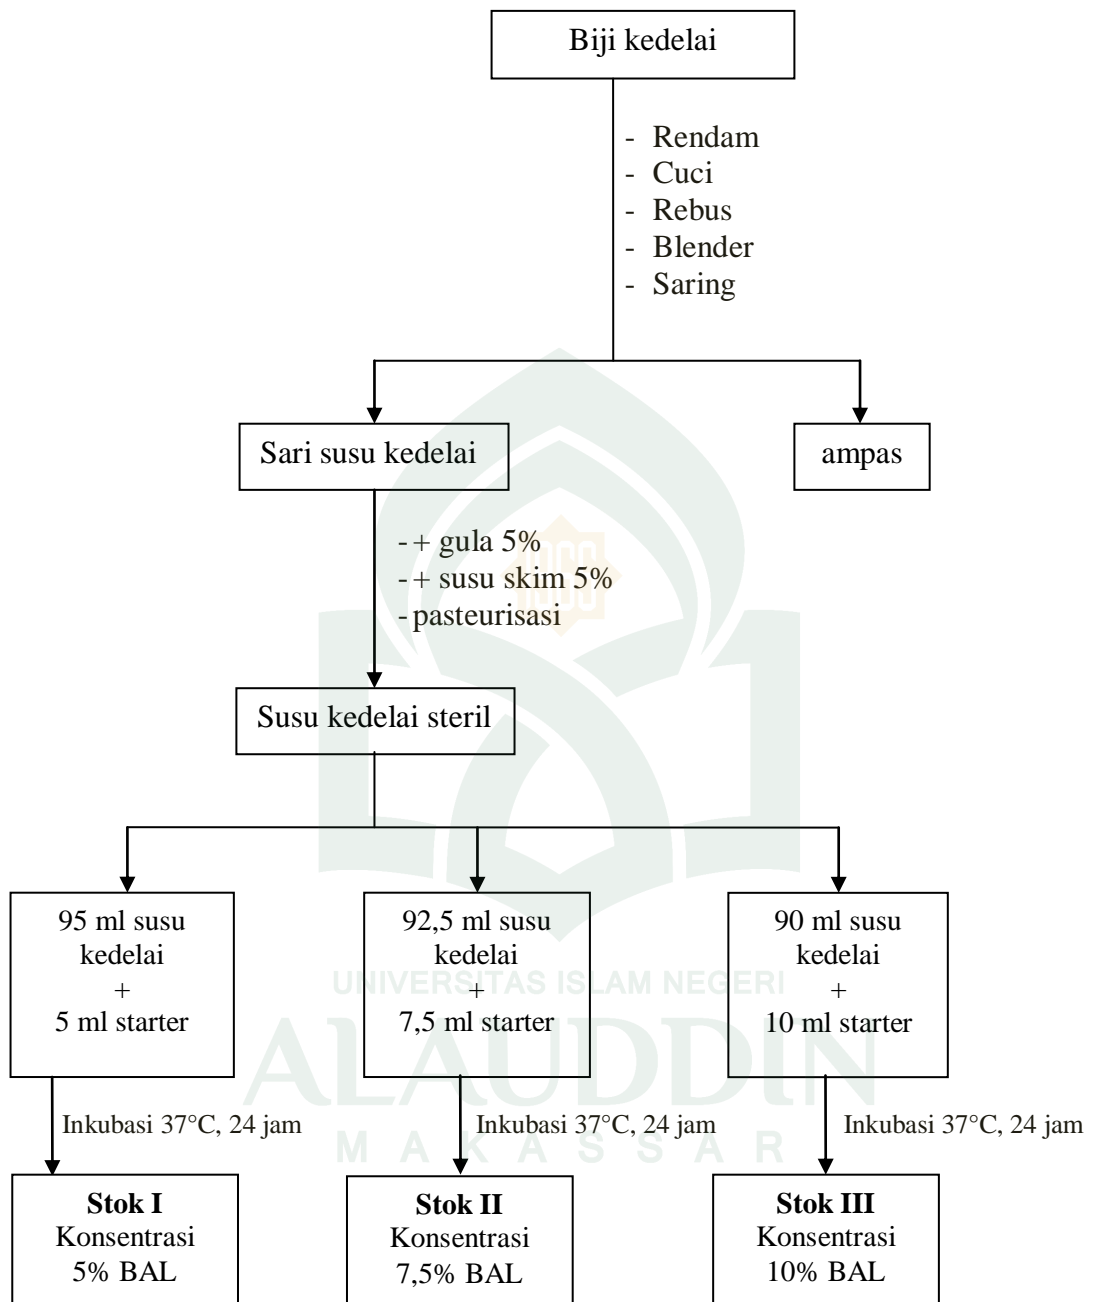 Biji kedelai
- Rendam
- Cuci
- Rebus
- Blender
- Saring
Sari susu kedelai
ampas
- + gula 5%
- + susu skim 5%
- pasteurisasi
Susu kedelai steril
95 ml susu
kedelai
+
5 ml starter
92,5 ml susu
kedelai
+
7,5 ml starter
90 ml susu
kedelai
+
10 ml starter
UNIVERSITAS ISLAM NEGERI
ALAUDDIN
MAKASSAR
Inkubasi 37°C, 24 jam
Inkubasi 37°C, 24 jam
Inkubasi 37°C, 24 jam
Stok I
Konsentrasi
5% BAL
Stok II
Konsentrasi
7,5% BAL
Stok III
Konsentrasi
10% BAL